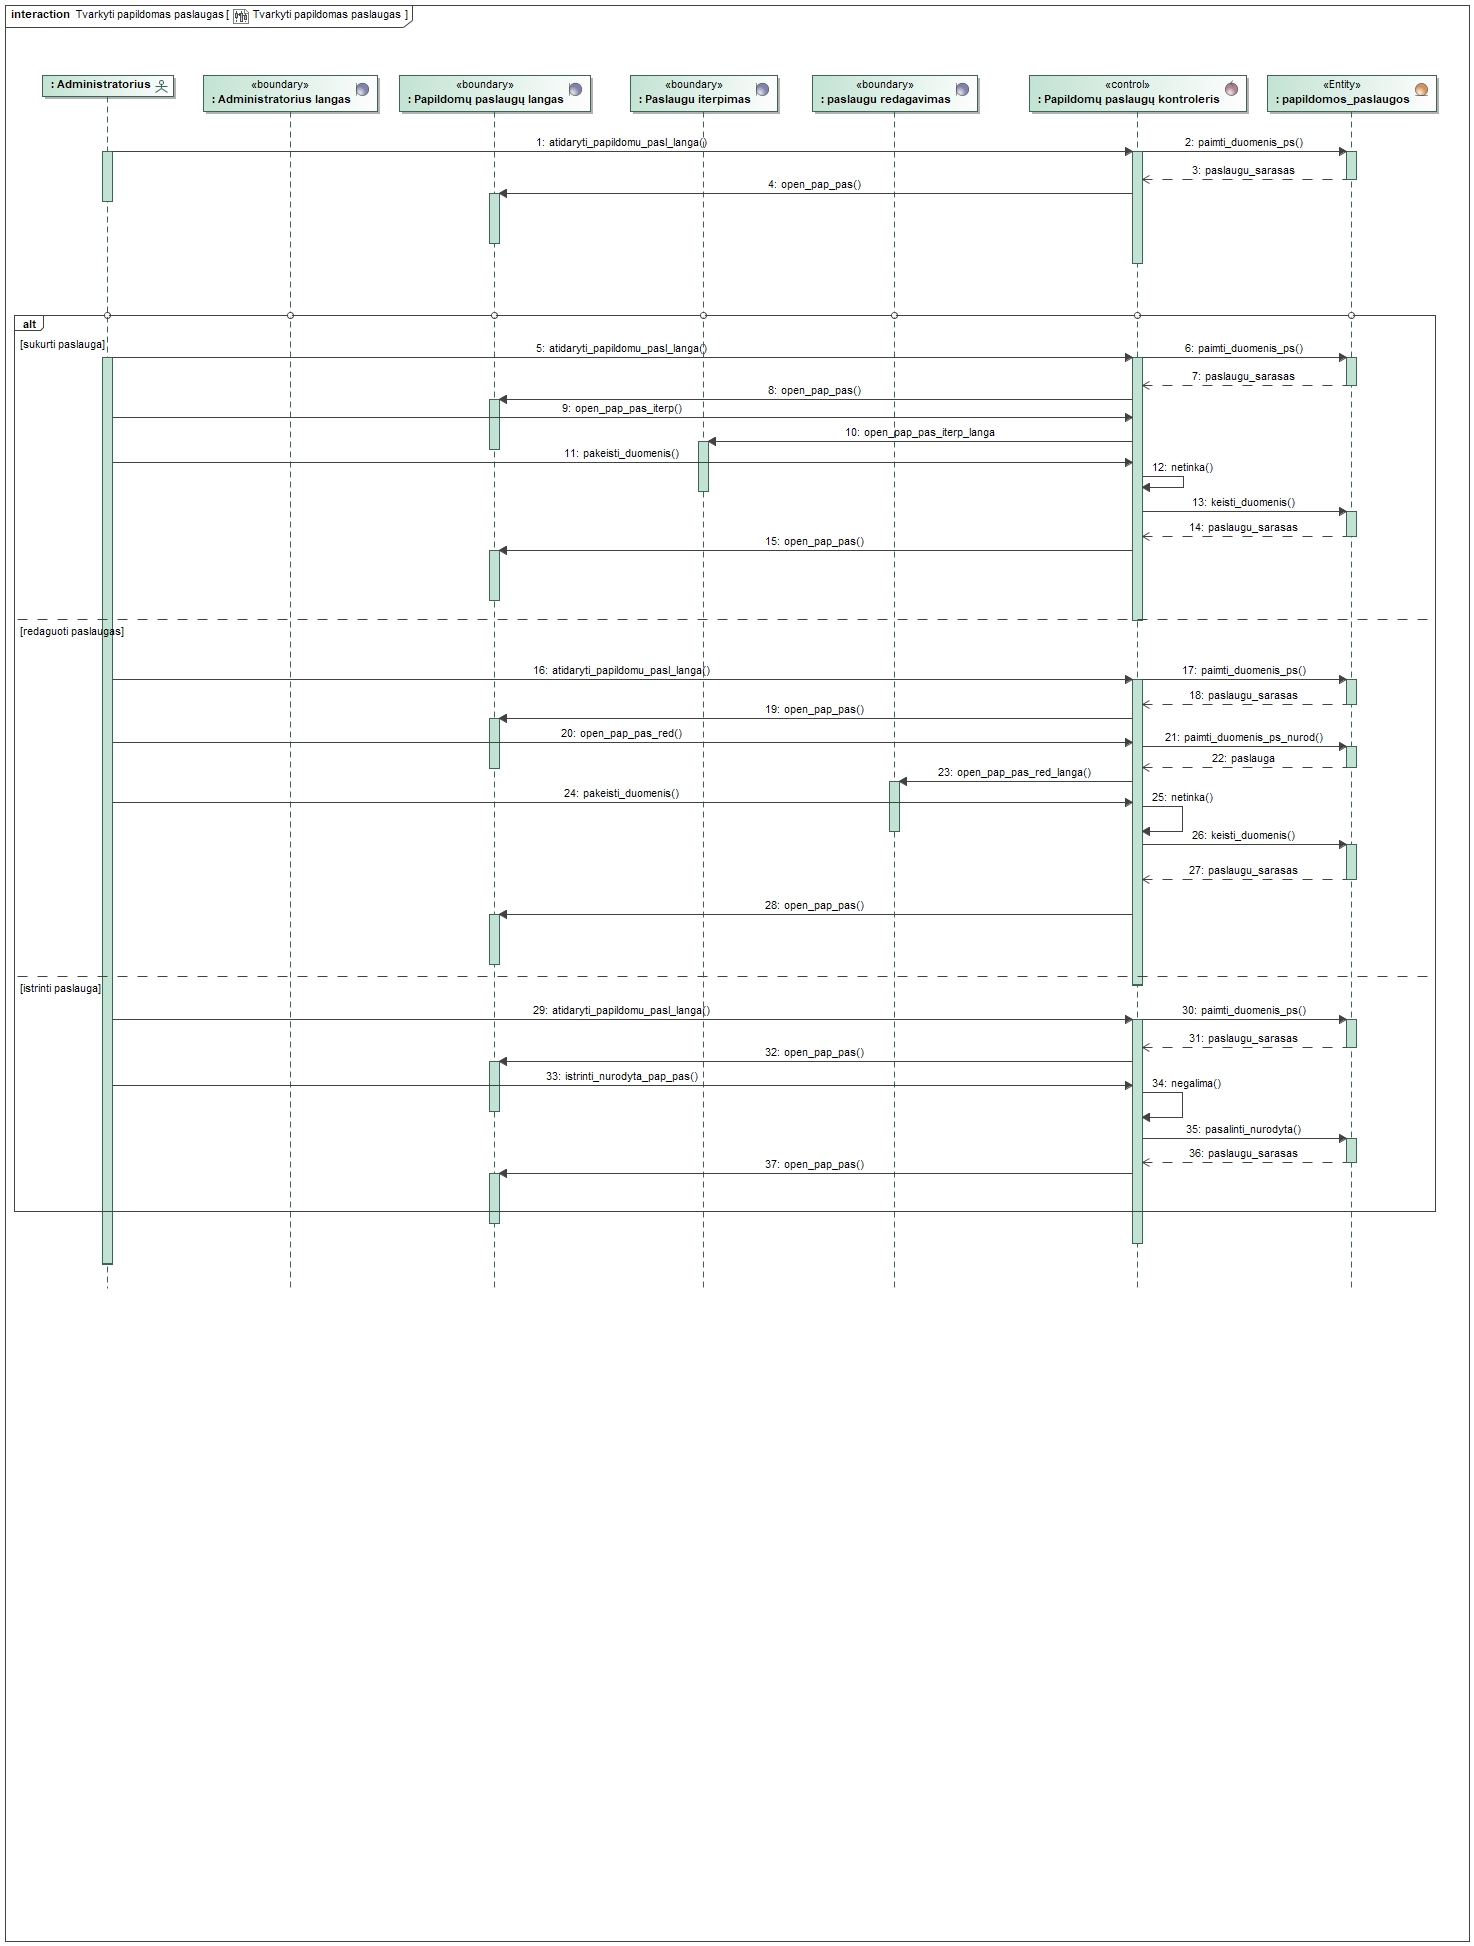 interaction Tvarkyti papildomas paslaugas [ Tvarkyti papildomas paslaugas ]
: Administratorius
«boundary»
: Administratorius langas
«boundary»
: Papildomų paslaugų langas
«boundary»
: Paslaugu iterpimas
«boundary»
: paslaugu redagavimas
«control»
: Papildomų paslaugų kontroleris
«Entity»
: papildomos_paslaugos
1: atidaryti_papildomu_pasl_langa()
2: paimti_duomenis_ps()
3: paslaugu_sarasas
4: open_pap_pas()
alt
[sukurti paslauga]
5: atidaryti_papildomu_pasl_langa()
6: paimti_duomenis_ps()
7: paslaugu_sarasas
8: open_pap_pas()
9: open_pap_pas_iterp()
10: open_pap_pas_iterp_langa
11: pakeisti_duomenis()
12: netinka()
13: keisti_duomenis()
14: paslaugu_sarasas
15: open_pap_pas()
[redaguoti paslaugas]
16: atidaryti_papildomu_pasl_langa()
17: paimti_duomenis_ps()
18: paslaugu_sarasas
19: open_pap_pas()
20: open_pap_pas_red()
21: paimti_duomenis_ps_nurod()
22: paslauga
23: open_pap_pas_red_langa()
24: pakeisti_duomenis()
25: netinka()
26: keisti_duomenis()
27: paslaugu_sarasas
28: open_pap_pas()
[istrinti paslauga]
29: atidaryti_papildomu_pasl_langa()
30: paimti_duomenis_ps()
31: paslaugu_sarasas
32: open_pap_pas()
33: istrinti_nurodyta_pap_pas()
34: negalima()
35: pasalinti_nurodyta()
36: paslaugu_sarasas
37: open_pap_pas()